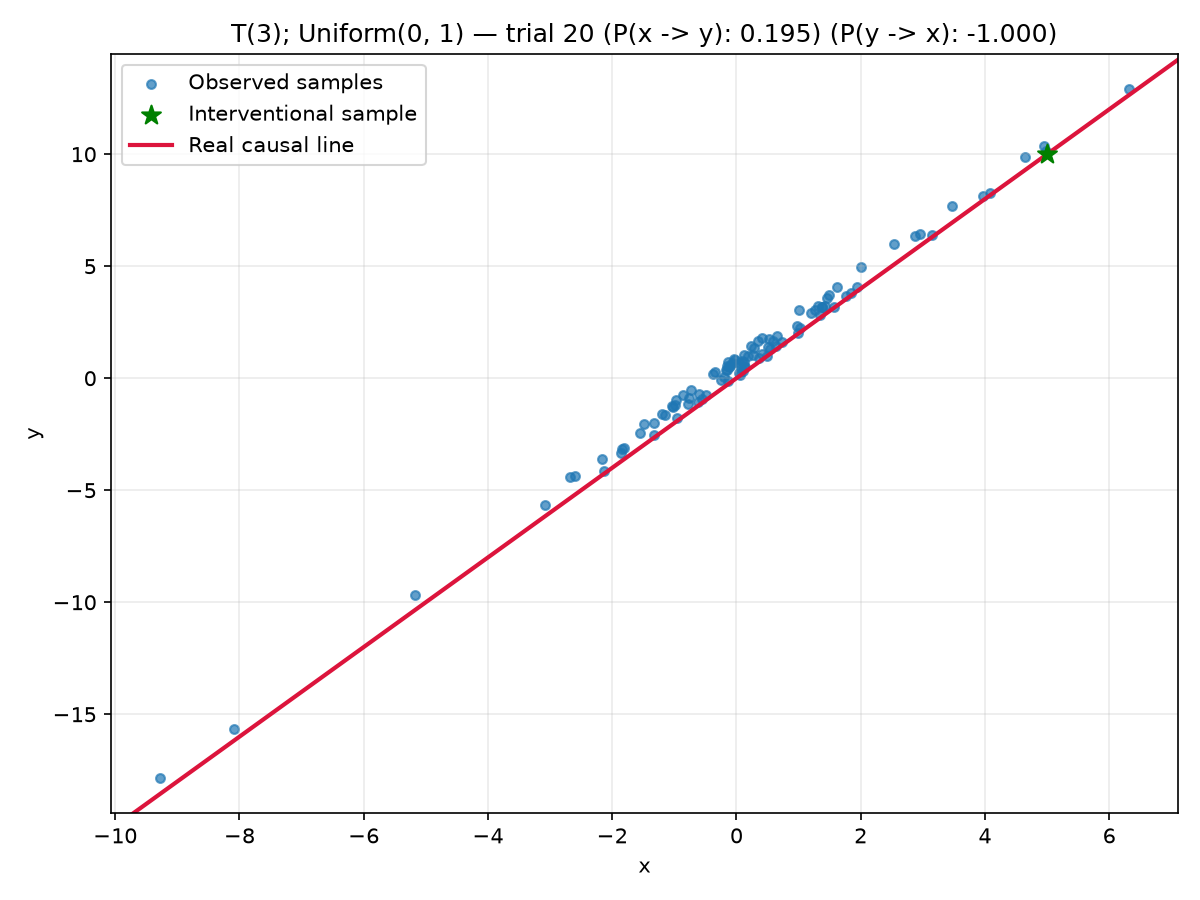 T(3); Uniform(0, 1) — trial 20 (P(x -> y): 0.195) (P(y -> x): -1.000)
Observed samples
Interventional sample
Real causal line
10
5
0
−5
−10
−15
y
−10 −8 −6 −4 −2 0 2 4 6
x